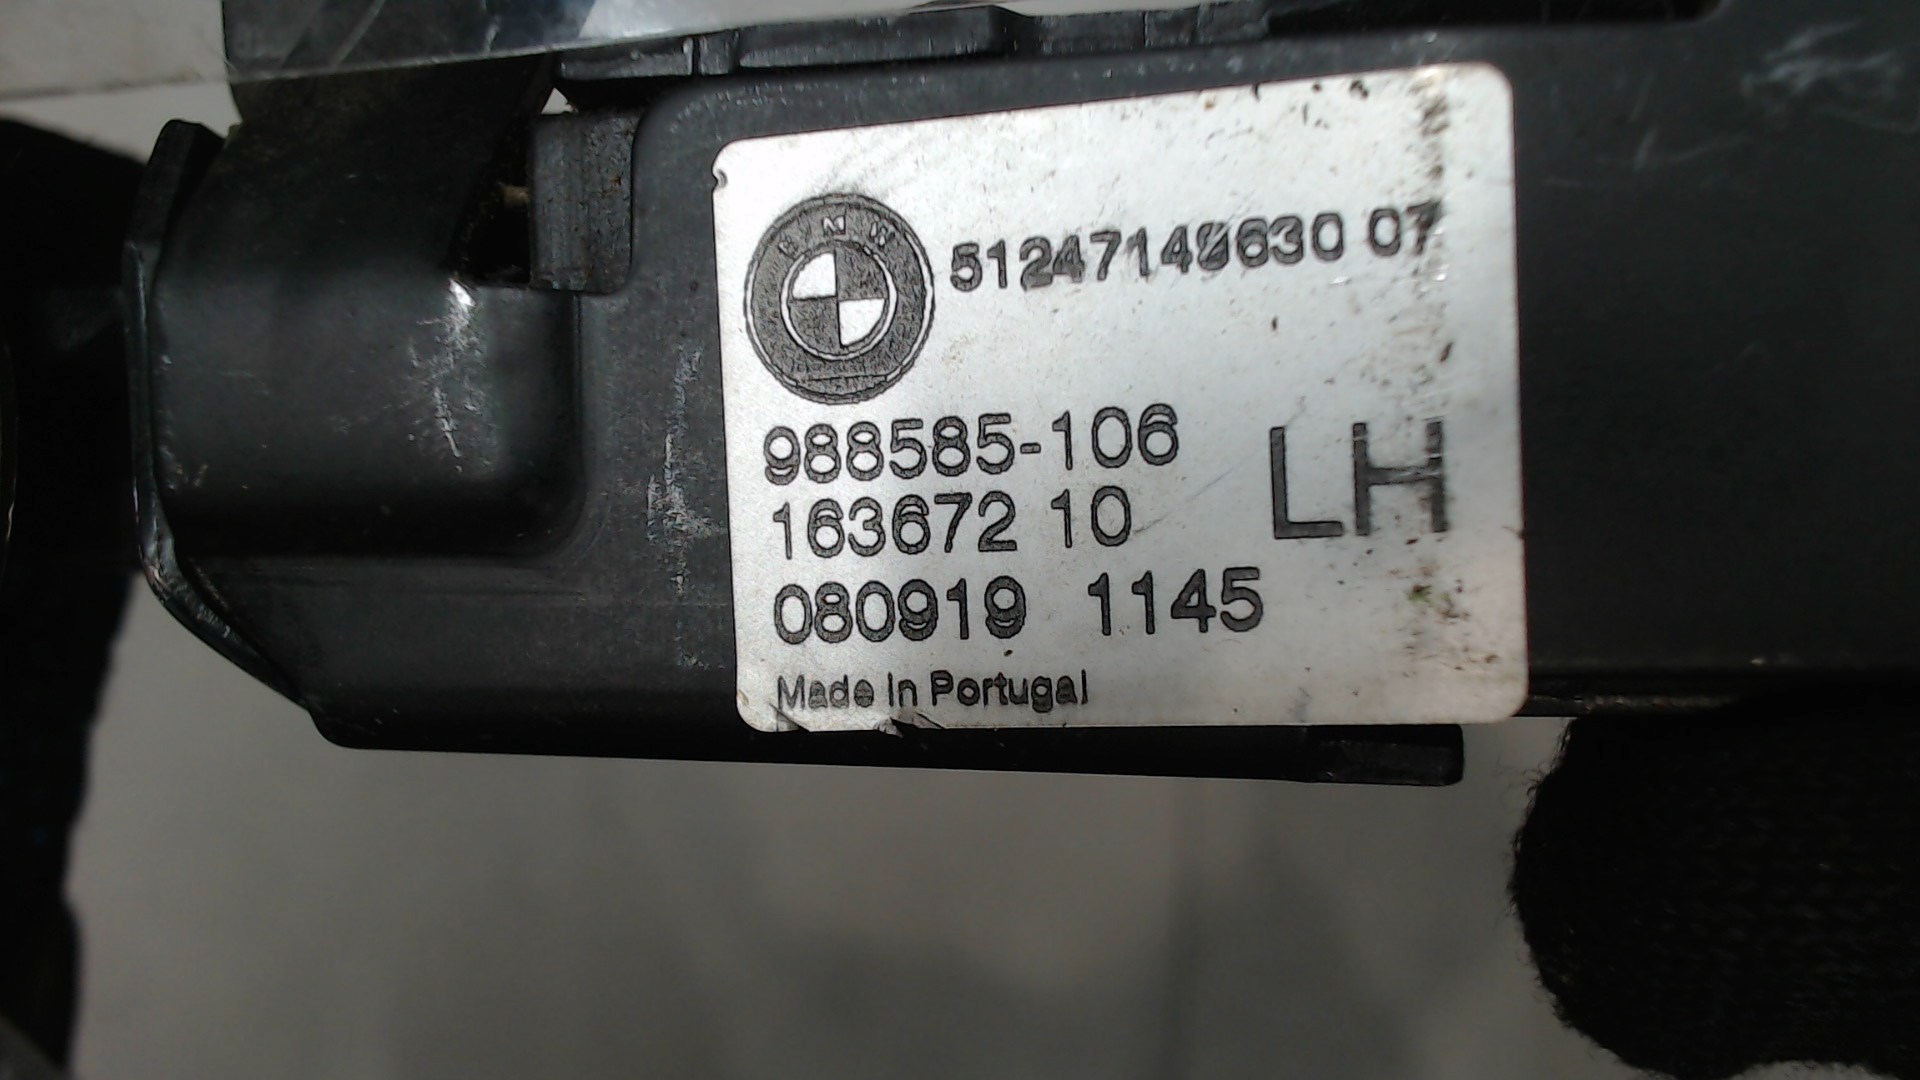 BMW
07
988585-106
163672 10
LH
080919 1145
Made In Portugal